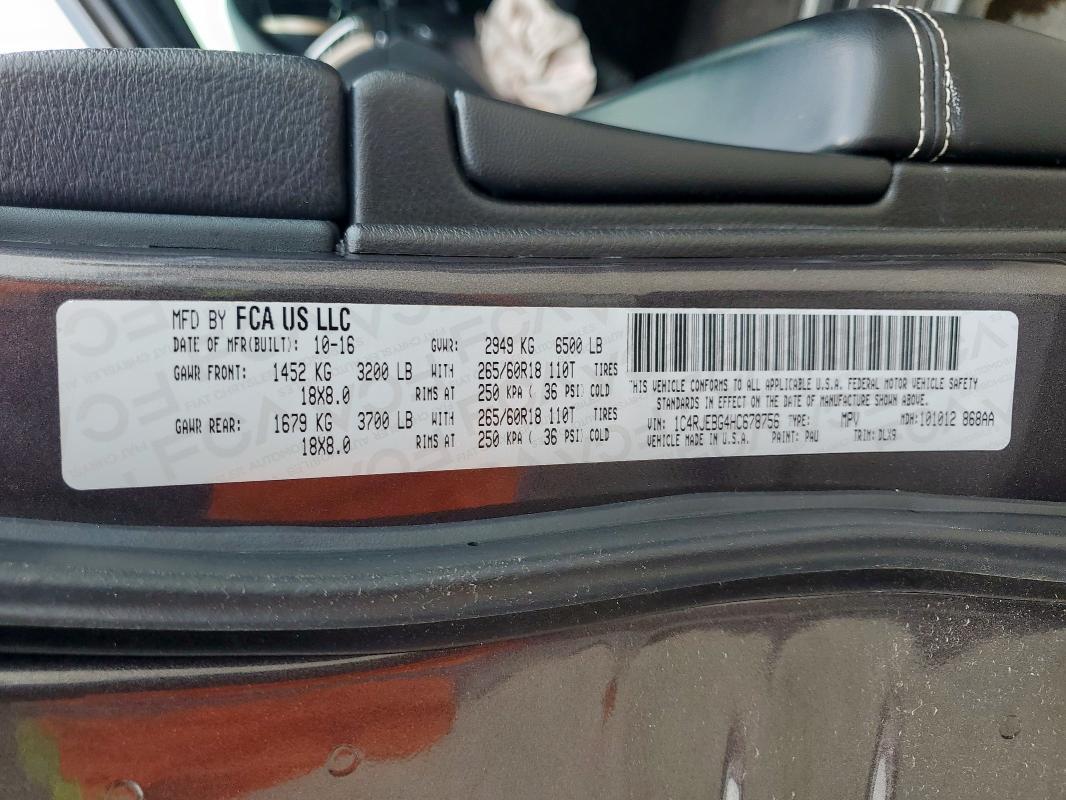 MFD BY FCA US LLC
DATE OF MFR(BUILT): 10-16 GVWR: 2949 KG 6500 LB
GAWR FRONT: 1452 KG 3200 LB WITH 265/60R18 110T TIRES
18X8.0 RIMS AT 250 KPA ( 36 PSI) COLD
GAWR REAR: 1679 KG 3700 LB WITH 265/60R18 110T TIRES
18X8.0 RIMS AT 250 KPA ( 36 PSI) COLD
THIS VEHICLE CONFORMS TO ALL APPLICABLE U.S.A. FEDERAL MOTOR VEHICLE SAFETY
STANDARDS IN EFFECT ON THE DATE OF MANUFACTURE SHOWN ABOVE.
VIN: 1C4RJEBG4HC678756 TYPE: MPV MDH: 101012 868AA
VEHICLE MADE IN U.S.A. PAINT: PAU TRIM: DLX9